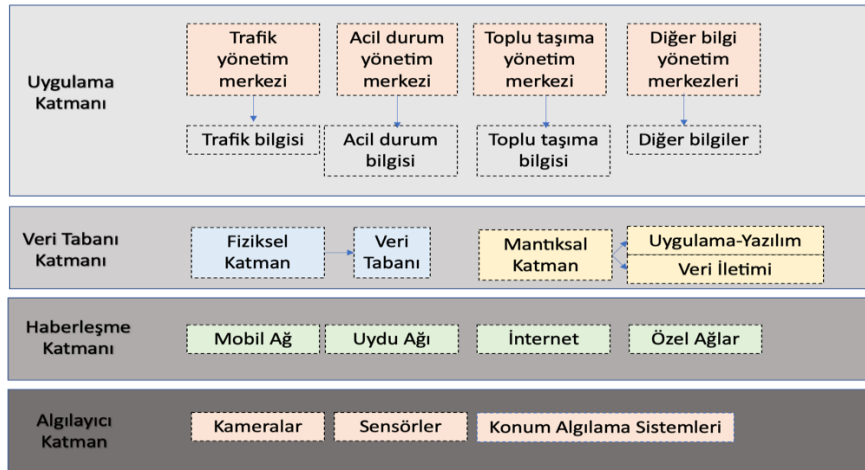 Uygulama
Katmanı
Trafik
yönetim
merkezi
Acil durum
yönetim
merkezi
Toplu taşıma
yönetim
merkezi
Diğer bilgi
yönetim
merkezleri
Trafik bilgisi
Acil durum
bilgisi
Toplu taşıma
bilgisi
Diğer bilgiler
Veri Tabanı
Katmanı
Fiziksel
Katman
Veri
Tabanı
Mantıksal
Katman
Uygulama-Yazılım
Veri İletimi
Haberleşme
Katmanı
Mobil Ağ
Uydu Ağı
İnternet
Özel Ağlar
Algılayıcı
Katman
Kameralar
Sensörler
Konum Algılama Sistemleri